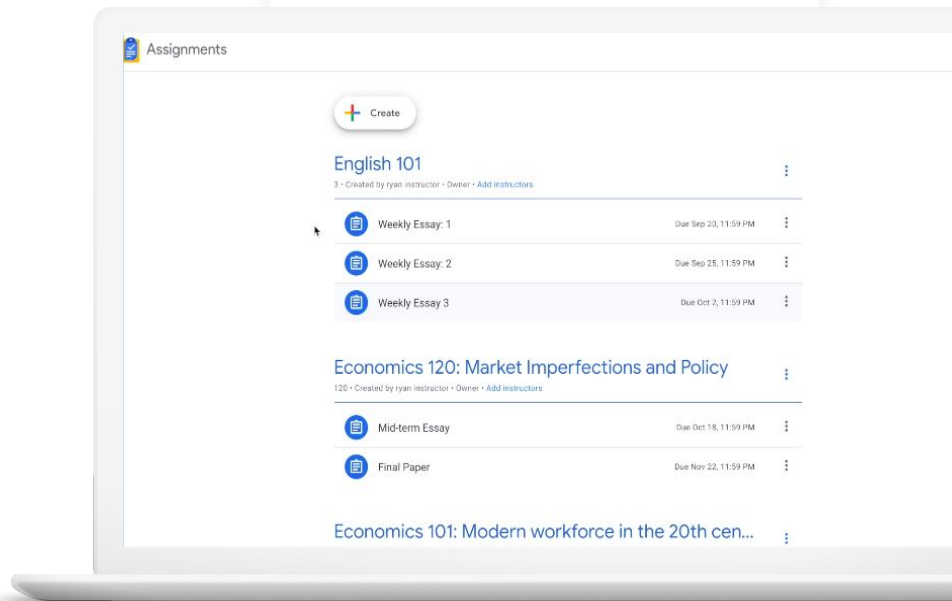 Assignments
Create
English 101
3 • Created by ryan instructor • Owner • Add instructors
Weekly Essay: 1 Due Sep 20, 11:59 PM
Weekly Essay: 2 Due Sep 25, 11:59 PM
Weekly Essay 3 Due Oct 2, 11:59 PM
Economics 120: Market Imperfections and Policy
120 • Created by ryan instructor • Owner • Add instructors
Mid-term Essay Due Oct 18, 11:59 PM
Final Paper Due Nov 22, 11:59 PM
Economics 101: Modern workforce in the 20th cen...